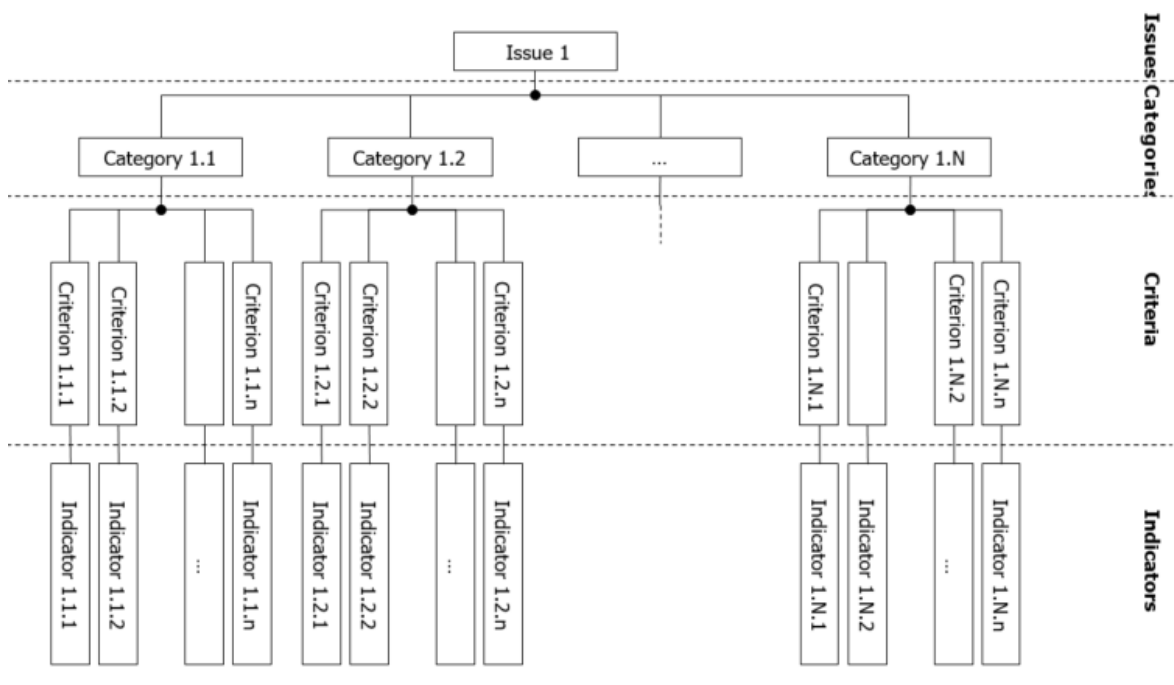 Issue 1
Issues
Category 1.1
Category 1.2
...
Category 1.N
Categories
Criterion 1.1.1
Criterion 1.1.2
Criterion 1.1.n
Criterion 1.2.1
Criterion 1.2.2
Criterion 1.2.n
Criterion 1.N.1
Criterion 1.N.2
Criterion 1.N.n
Criteria
Indicator 1.1.1
Indicator 1.1.2
...
Indicator 1.1.n
Indicator 1.2.1
Indicator 1.2.2
...
Indicator 1.2.n
Indicator 1.N.1
Indicator 1.N.2
...
Indicator 1.N.n
Indicators